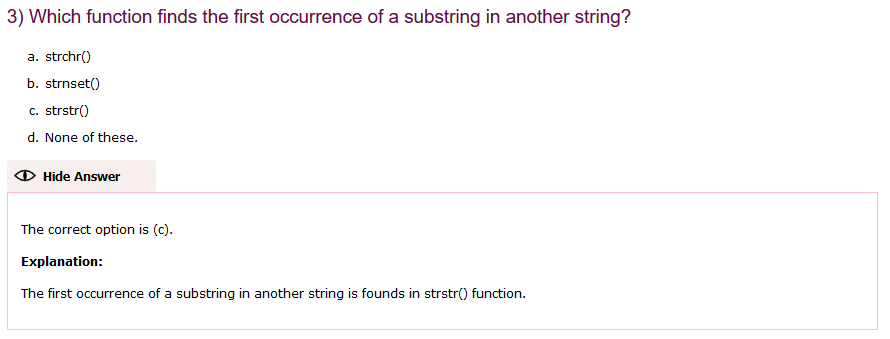 3) Which function finds the first occurrence of a substring in another string?
a. strchr()
b. strnset()
c. strstr()
d. None of these.
Hide Answer
The correct option is (c).
Explanation:
The first occurrence of a substring in another string is founds in strstr() function.